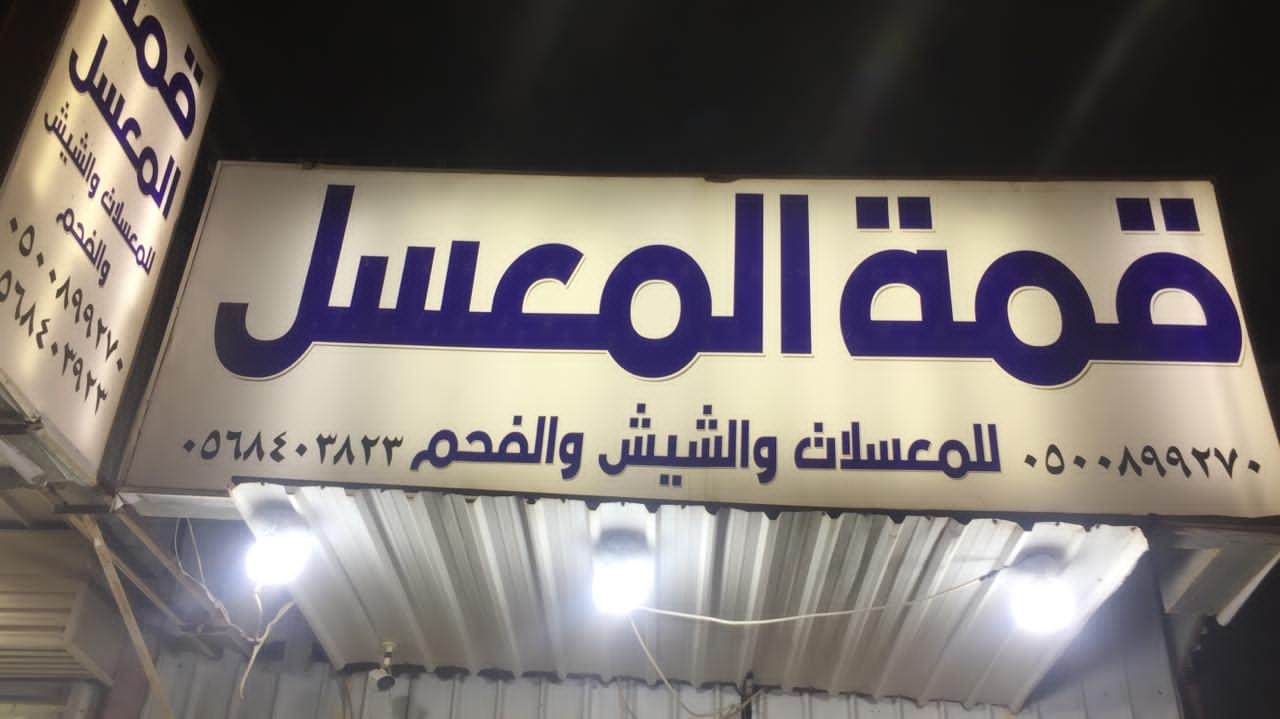 قمة المعسل
٠٥٠٠٨٩٩٢٧٠ للمعسلات والشيش والفحم ٠٥٦٨٤٠٣٨٢٣
قمة
المعسل
للمعسلات والشيش
والفحم
٠٥٠٠٨٩٩٢٧٠
٠٥٦٨٤٠٣٩٢٣